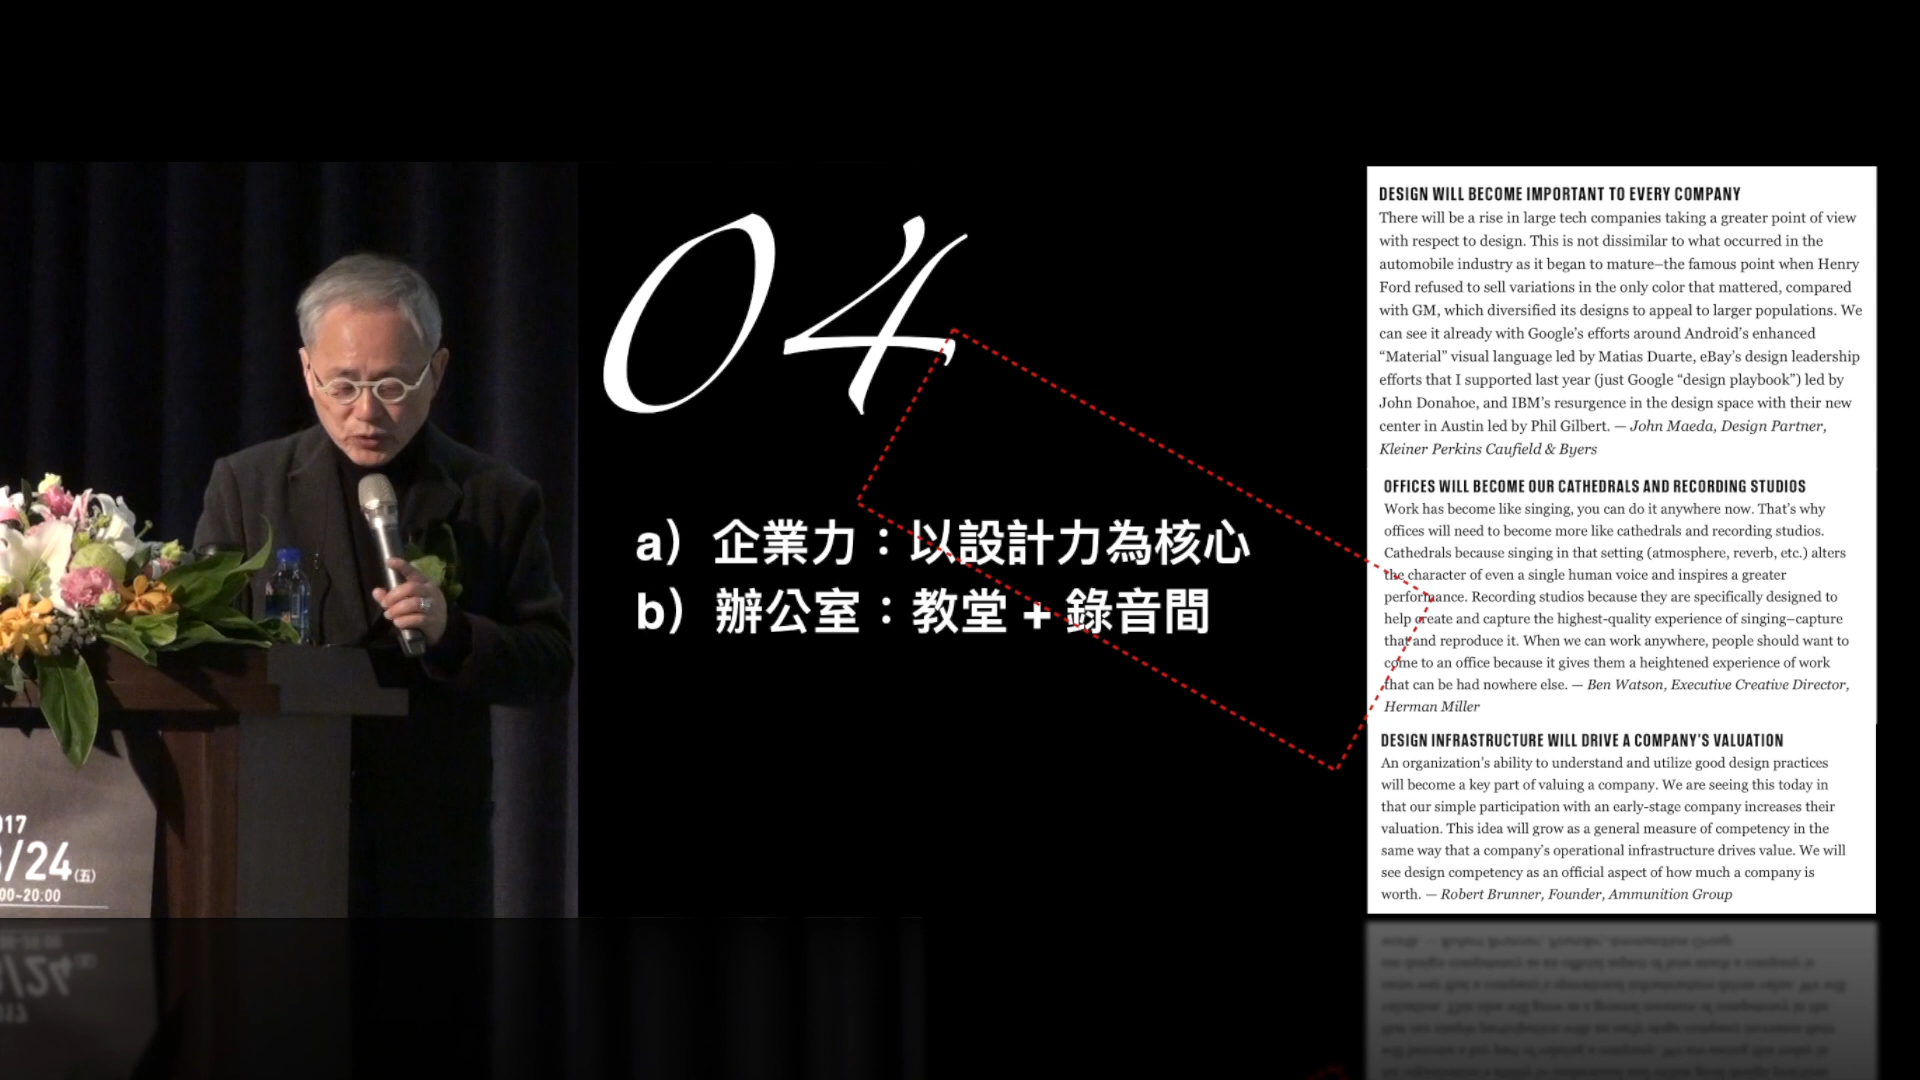 04
a）企業力：以設計力為核心
b）辦公室：教堂 + 錄音間
DESIGN WILL BECOME IMPORTANT TO EVERY COMPANY
There will be a rise in large tech companies taking a greater point of view
with respect to design. This is not dissimilar to what occurred in the
automobile industry as it began to mature–the famous point when Henry
Ford refused to sell variations in the only color that mattered, compared
with GM, which diversified its designs to appeal to larger populations. We
can see it already with Google’s efforts around Android’s enhanced
“Material” visual language led by Matias Duarte, eBay’s design leadership
efforts that I supported last year (just Google “design playbook”) led by
John Donahoe, and IBM’s resurgence in the design space with their new
center in Austin led by Phil Gilbert. — John Maeda, Design Partner,
Kleiner Perkins Caufield & Byers
OFFICES WILL BECOME OUR CATHEDRALS AND RECORDING STUDIOS
Work has become like singing, you can do it anywhere now. That’s why
offices will need to become more like cathedrals and recording studios.
Cathedrals because singing in that setting (atmosphere, reverb, etc.) alters
the character of even a single human voice and inspires a greater
performance. Recording studios because they are specifically designed to
help create and capture the highest-quality experience of singing–capture
that and reproduce it. When we can work anywhere, people should want to
come to an office because it gives them a heightened experience of work
that can be had nowhere else. — Ben Watson, Executive Creative Director,
Herman Miller
DESIGN INFRASTRUCTURE WILL DRIVE A COMPANY’S VALUATION
An organization’s ability to understand and utilize good design practices
will become a key part of valuing a company. We are seeing this today in
that our simple participation with an early-stage company increases their
valuation. This idea will grow as a general measure of competency in the
same way that a company’s operational infrastructure drives value. We will
see design competency as an official aspect of how much a company is
worth. — Robert Brunner, Founder, Ammunition Group
017
/24(五)
00~20:00